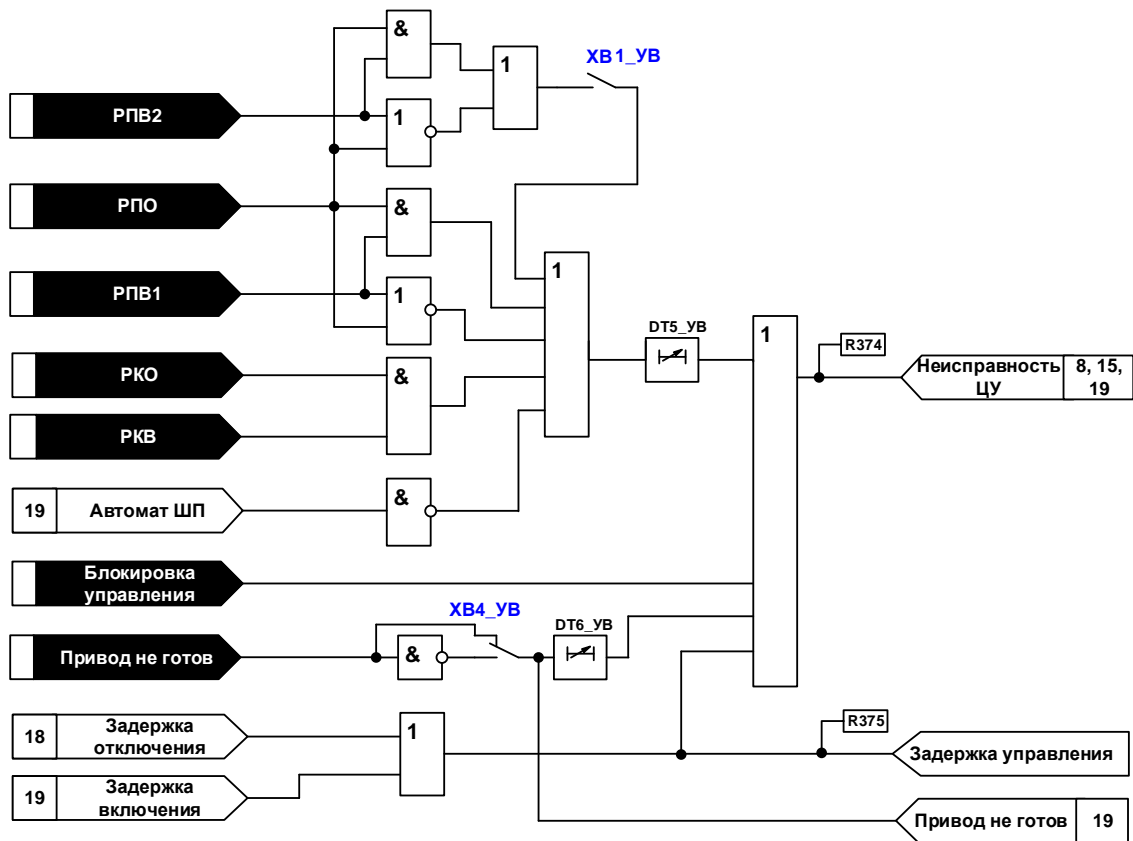 &
1
ХВ1_УВ
РПВ2
1
РПО
&
1
РПВ1
1
DT5_УВ
1
R374
Неисправность
ЦУ
8, 15,
19
РКО
&
РКВ
19
Автомат ШП
&
Блокировка
управления
ХВ4_УВ
DT6_УВ
Привод не готов
&
18
Задержка
отключения
1
R375
Задержка управления
19
Задержка
включения
Привод не готов
19